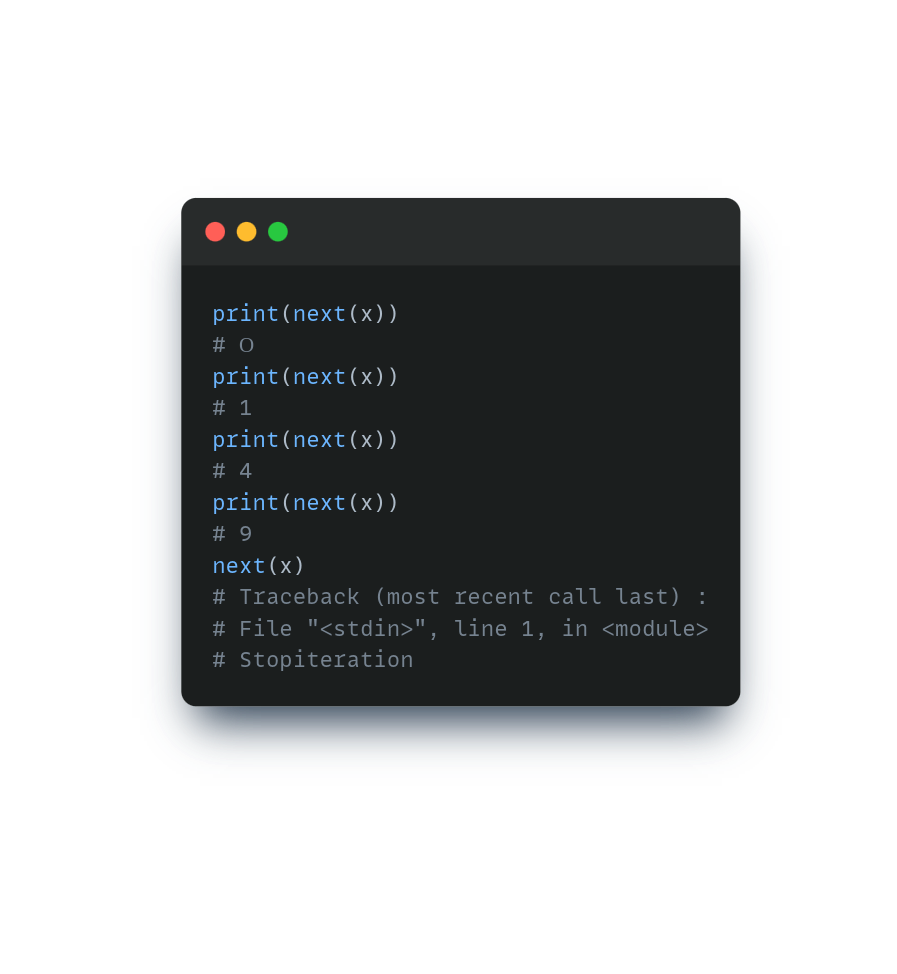 print(next(x))
# О
print(next(x))
# 1
print(next(x))
# 4
print(next(x))
# 9
next(x)
# Traceback (most recent call last) :
# File "<stdin>", line 1, in <module>
# Stopiteration